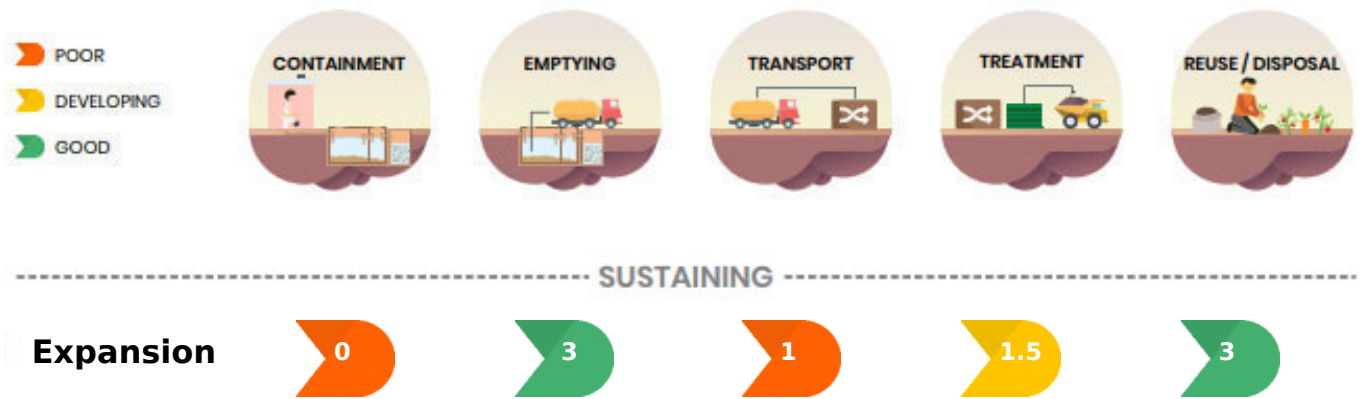 POOR
DEVELOPING
GOOD
CONTAINMENT
EMPTYING
TRANSPORT
TREATMENT
REUSE / DISPOSAL
SUSTAINING
Expansion 0 3 1 1.5 3